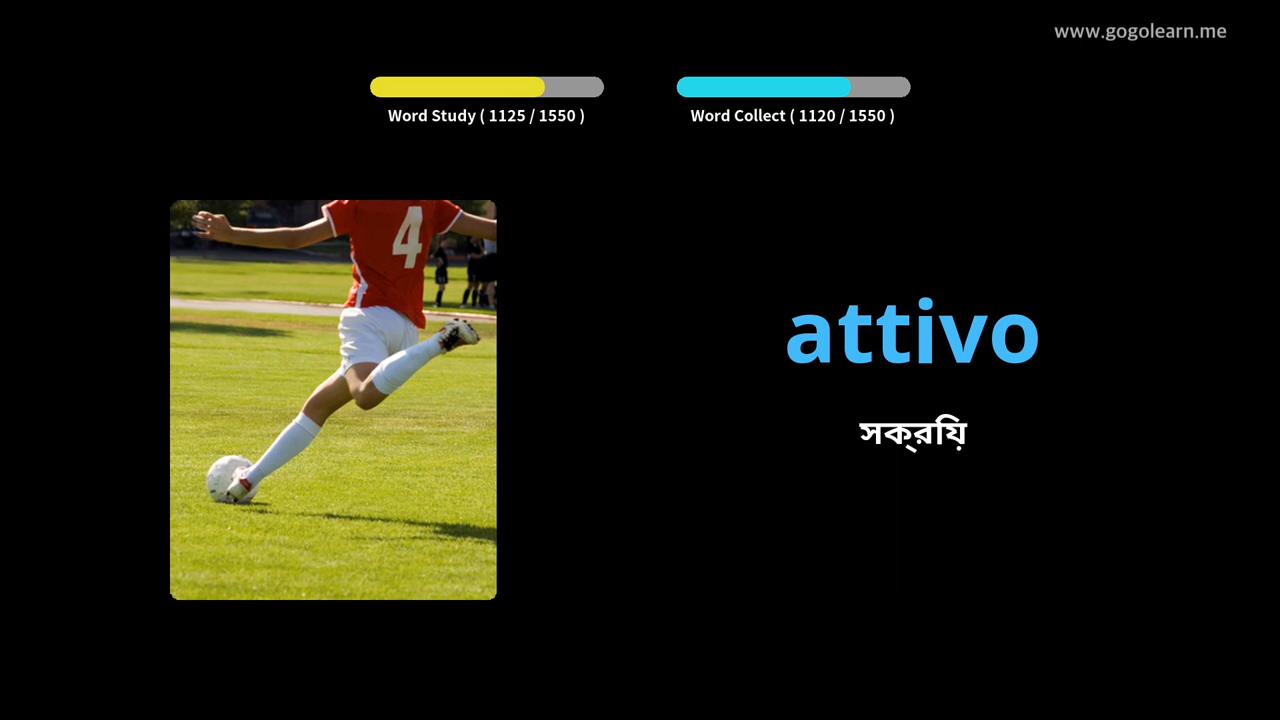 www.gogolearn.me
Word Study ( 1125 / 1550 )
Word Collect ( 1120 / 1550 )
4
attivo
সক্রিয়